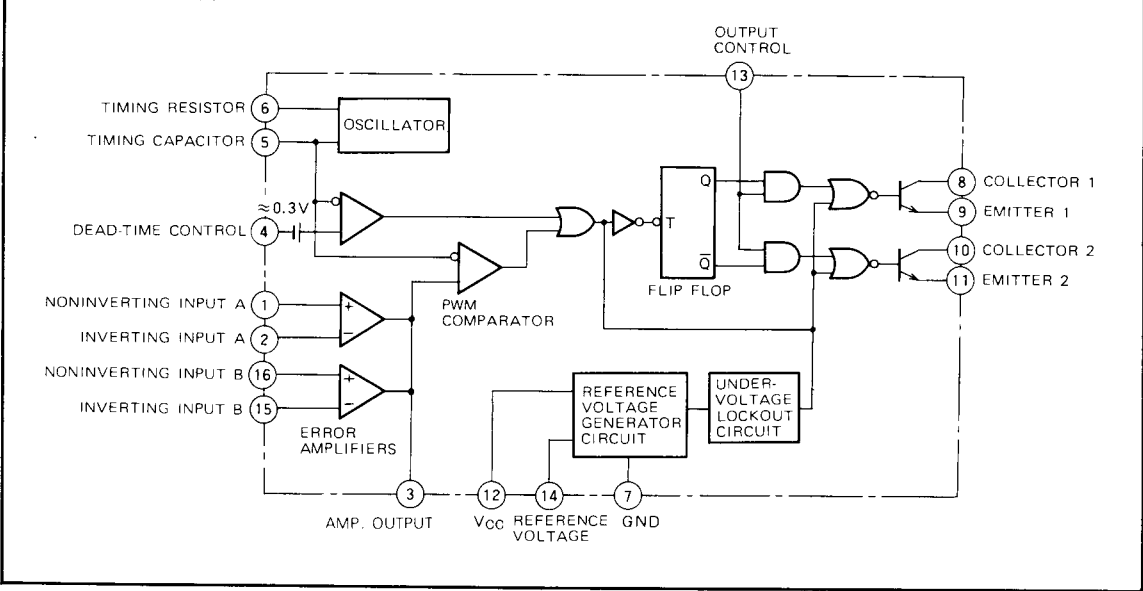 OUTPUT
CONTROL
13
TIMING RESISTOR 6
OSCILLATOR
TIMING CAPACITOR 5
≈0.3V
DEAD-TIME CONTROL 4
Q
T
Q̅
FLIP FLOP
8 COLLECTOR 1
9 EMITTER 1
10 COLLECTOR 2
11 EMITTER 2
PWM
COMPARATOR
NONINVERTING INPUT A 1
+
INVERTING INPUT A 2
−
NONINVERTING INPUT B 16
+
INVERTING INPUT B 15
−
ERROR
AMPLIFIERS
REFERENCE
VOLTAGE
GENERATOR
CIRCUIT
UNDER-
VOLTAGE
LOCKOUT
CIRCUIT
3
AMP. OUTPUT
12
VCC
14
REFERENCE
VOLTAGE
7
GND